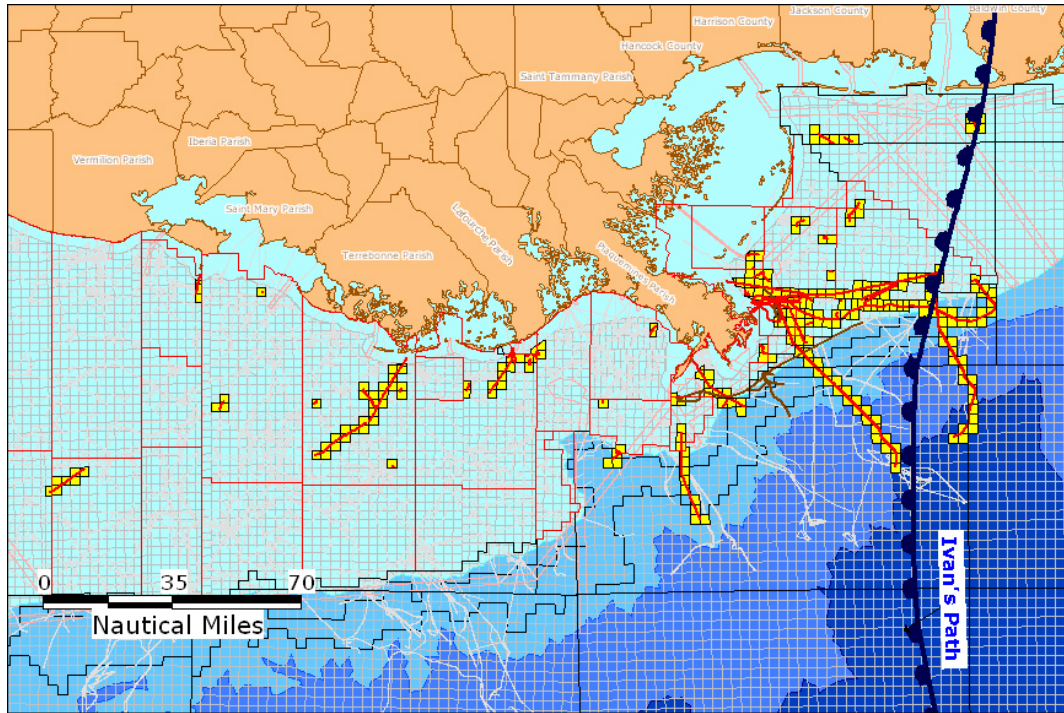 Baldwin County
Jackson County
Harrison County
Hancock County
Saint Tammany Parish
Iberia Parish
Vermilion Parish
Saint Mary Parish
Lafourche Parish
Terrebonne Parish
Plaquemines Parish
Ivan's Path
0 35 70
Nautical Miles